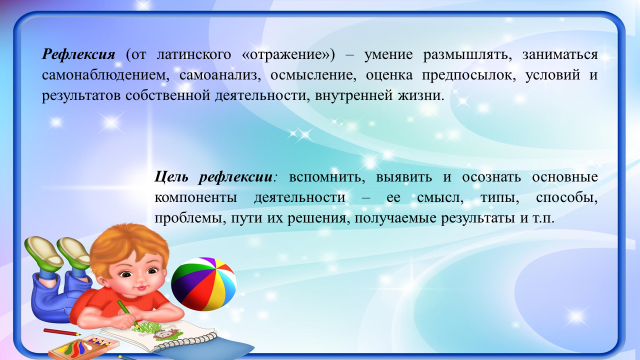 Рефлексия (от латинского «отражение») – умение размышлять, заниматься
самонаблюдением, самоанализ, осмысление, оценка предпосылок, условий и
результатов собственной деятельности, внутренней жизни.
Цель рефлексии: вспомнить, выявить и осознать основные
компоненты деятельности – ее смысл, типы, способы,
проблемы, пути их решения, получаемые результаты и т.п.